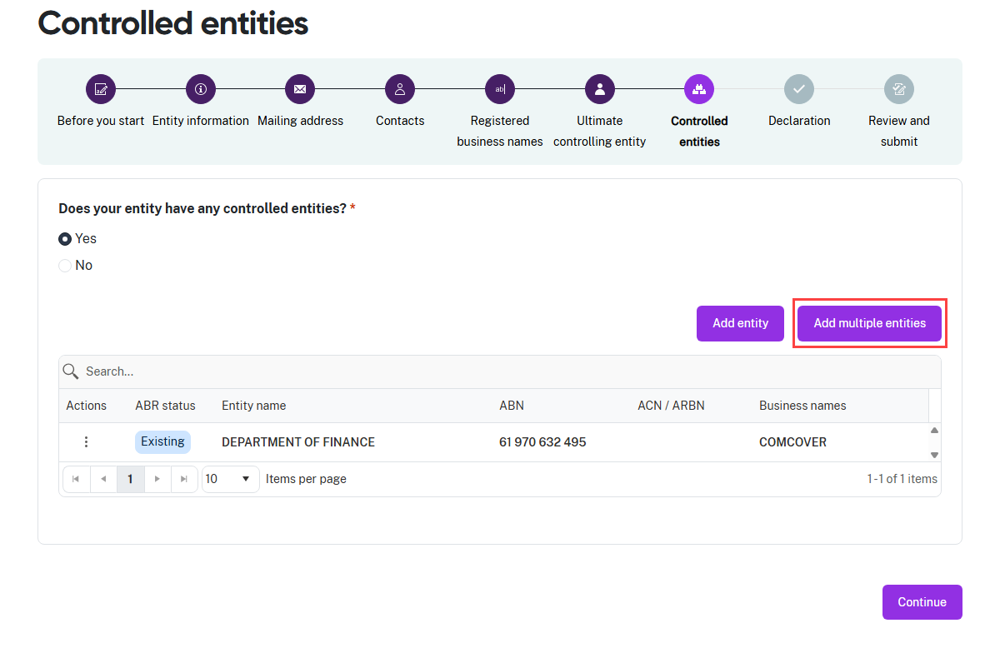 Controlled entities
ab|
Before you start
Entity information
Mailing address
Contacts
Registered
business names
Ultimate
controlling entity
Controlled
entities
Declaration
Review and
submit
Does your entity have any controlled entities? *
Yes
No
Add entity
Add multiple entities
Search...
Actions
ABR status
Entity name
ABN
ACN / ARBN
Business names
Existing
DEPARTMENT OF FINANCE
61 970 632 495
COMCOVER
1
10
Items per page
1 - 1 of 1 items
Continue